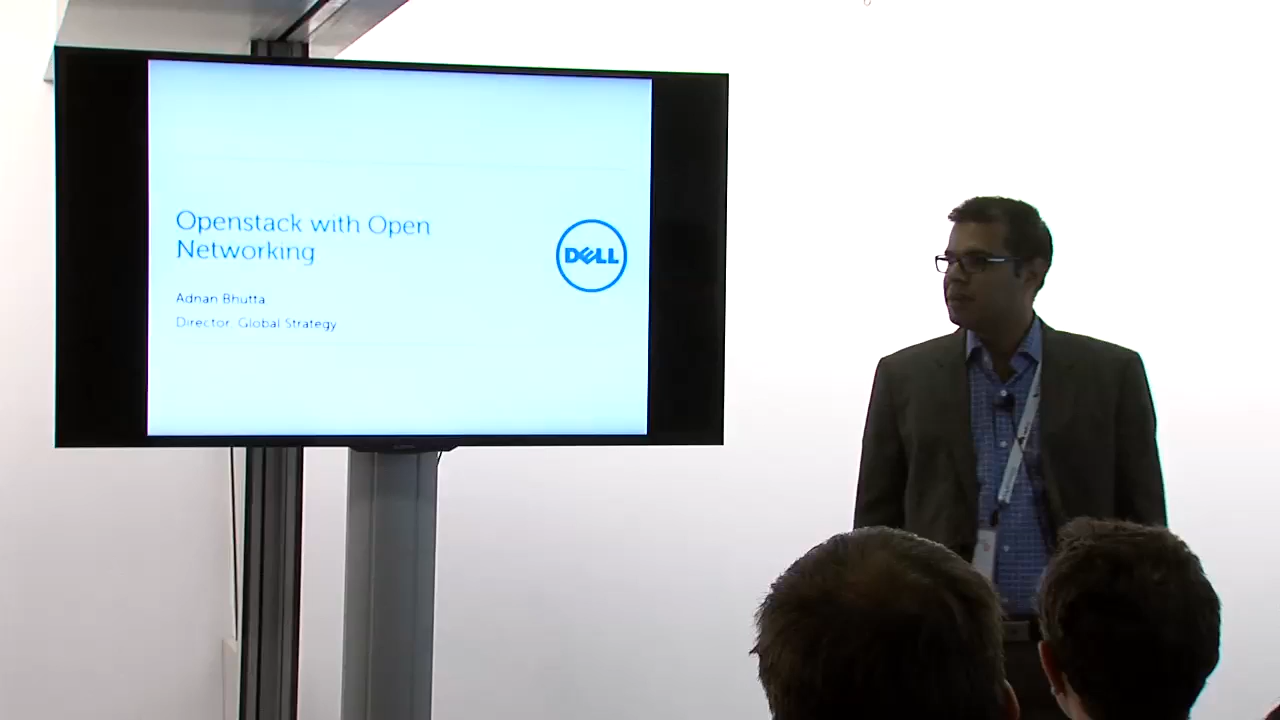 Openstack with Open
Networking
DELL
Adnan Bhutta
Director, Global Strategy